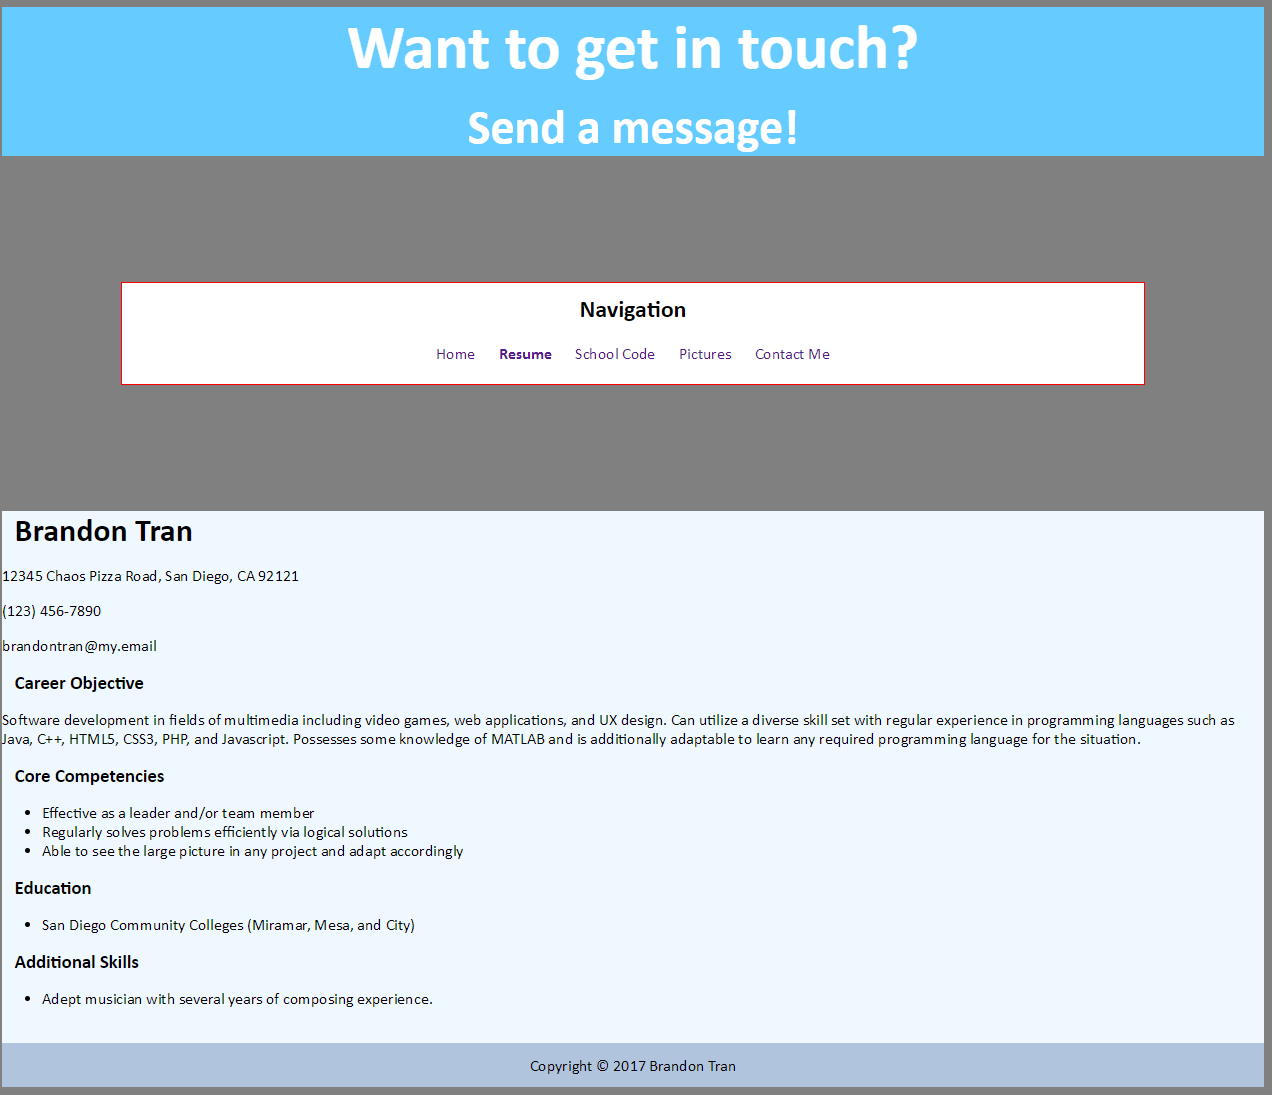 Want to get in touch?
Send a message!
Navigation
Home Resume School Code Pictures Contact Me
Brandon Tran
12345 Chaos Pizza Road, San Diego, CA 92121
(123) 456-7890
brandontran@my.email
Career Objective
Software development in fields of multimedia including video games, web applications, and UX design. Can utilize a diverse skill set with regular experience in programming languages such as
Java, C++, HTML5, CSS3, PHP, and Javascript. Possesses some knowledge of MATLAB and is additionally adaptable to learn any required programming language for the situation.
Core Competencies
• Effective as a leader and/or team member
• Regularly solves problems efficiently via logical solutions
• Able to see the large picture in any project and adapt accordingly
Education
• San Diego Community Colleges (Miramar, Mesa, and City)
Additional Skills
• Adept musician with several years of composing experience.
Copyright © 2017 Brandon Tran